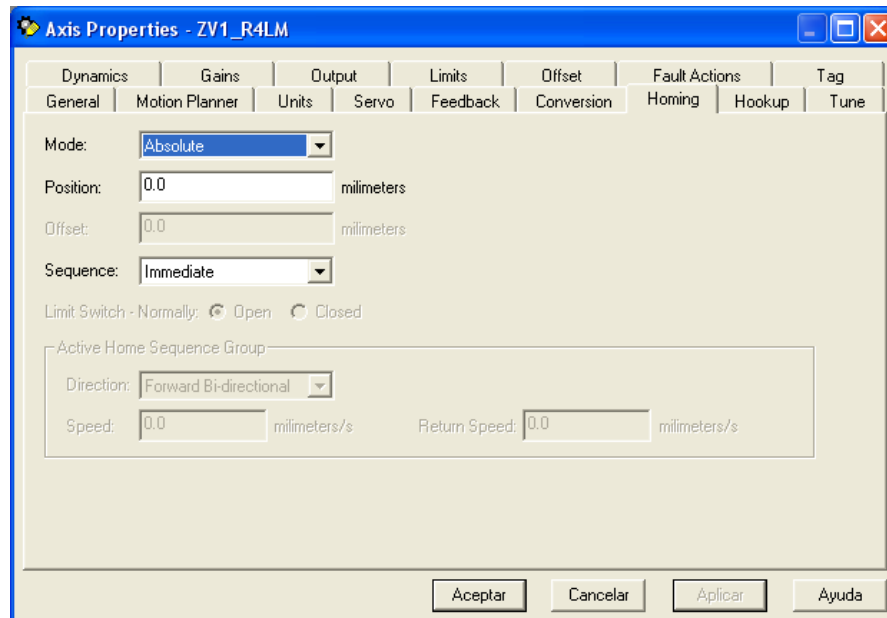 Axis Properties - ZV1_R4LM
Dynamics Gains Output Limits Offset Fault Actions Tag
General Motion Planner Units Servo Feedback Conversion Homing Hookup Tune
Mode: Absolute
Position: 0.0 milimeters
Offset: 0.0 milimeters
Sequence: Immediate
Limit Switch - Normally: Open Closed
Active Home Sequence Group
Direction: Forward Bi-directional
Speed: 0.0 milimeters/s Return Speed: 0.0 milimeters/s
Aceptar Cancelar Aplicar Ayuda